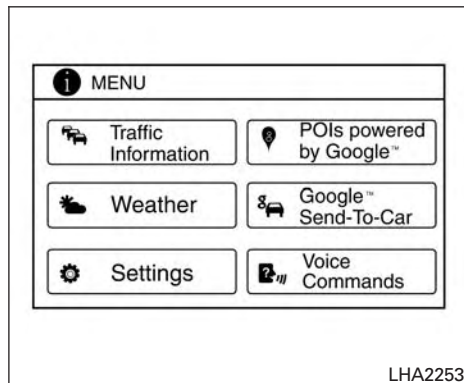 i MENU
Traffic
Information
POIs powered
by Google™
Weather
Google™
Send-To-Car
Settings
Voice
Commands
LHA2253